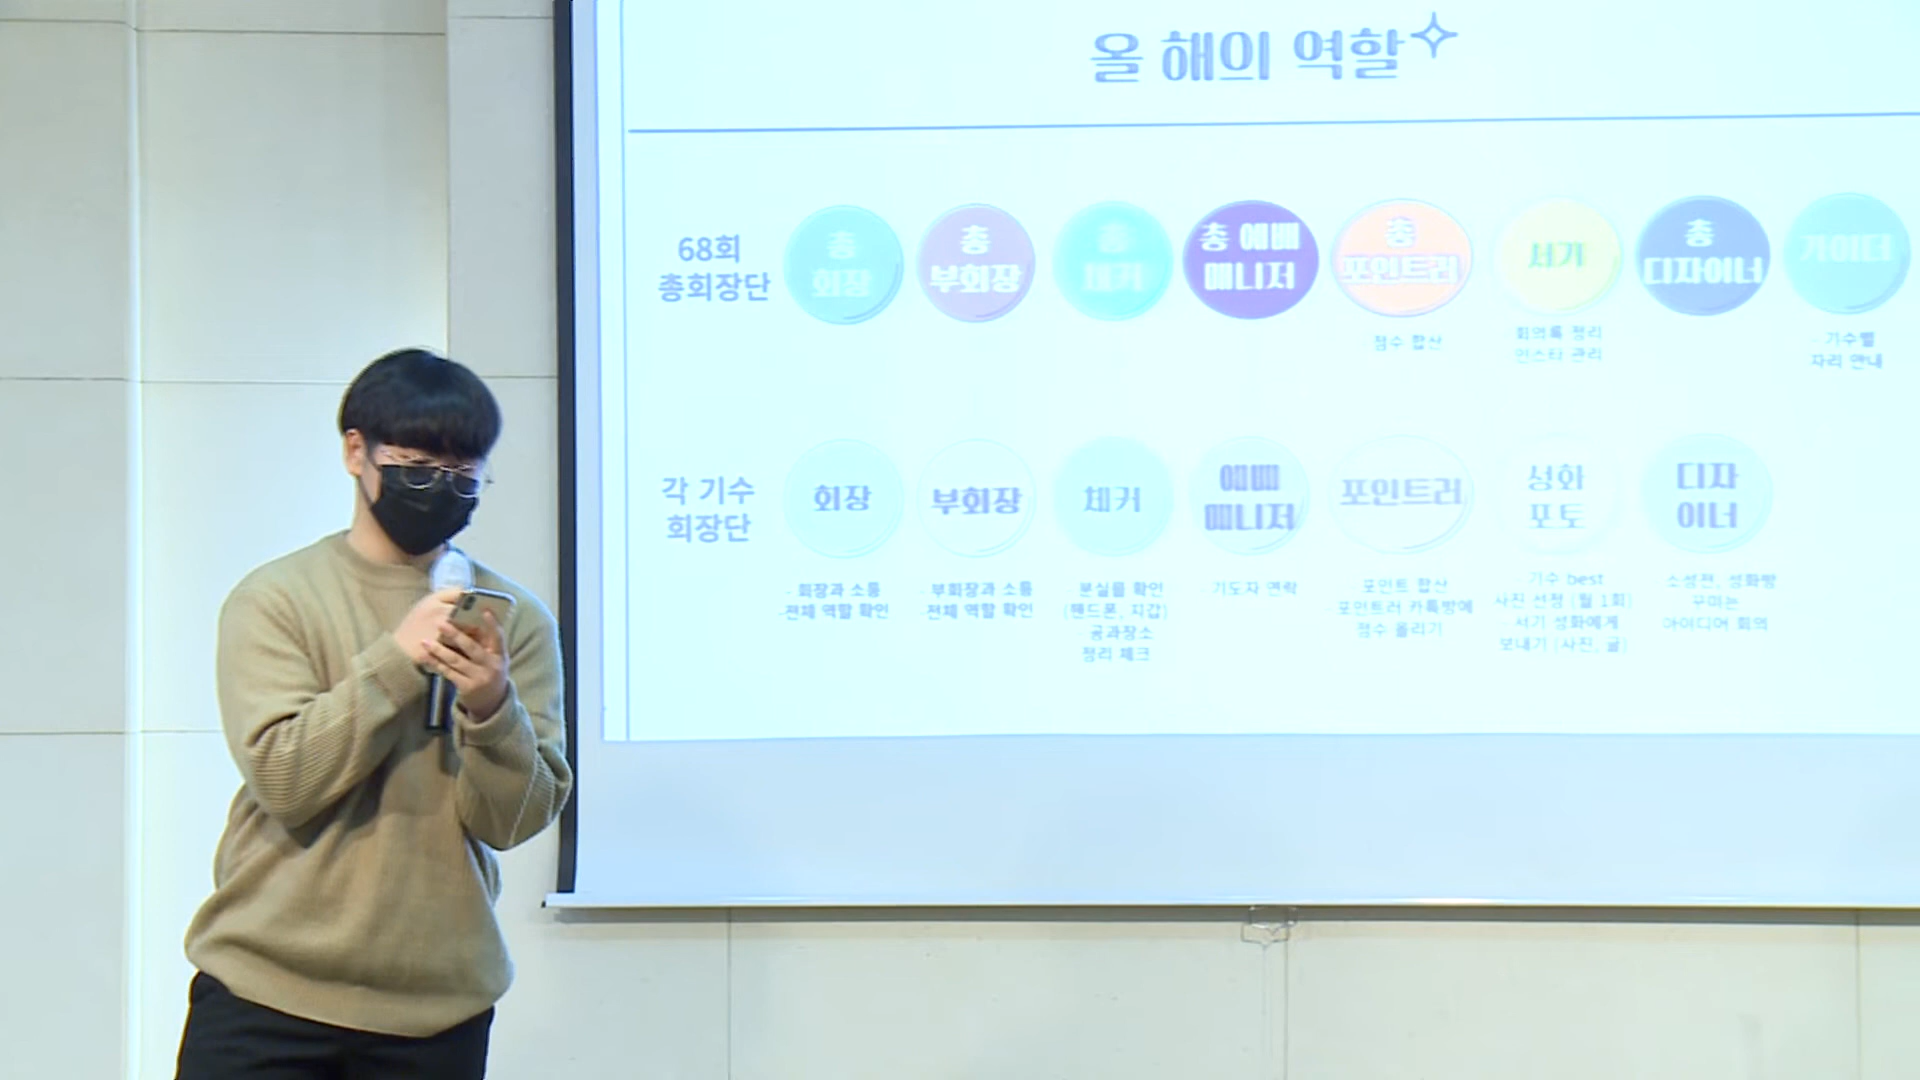 올 해의 역할
68회
총회장단
총
회장
총
부회장
총
체커
총 예배
매니저
총
포인트러
- 점수 합산
서기
회의록 정리
인스타 관리
총
디자이너
가이더
- 기수별
자리 안내
각 기수
회장단
회장
- 회장과 소통
-전체 역할 확인
부회장
- 부회장과 소통
-전체 역할 확인
체커
- 분실물 확인
(핸드폰, 지갑)
- 공과장소
정리 체크
예배
매니저
기도자 연락
포인트러
포인트 합산
- 포인트러 카톡방에
점수 올리기
성화
포토
- 기수 best
사진 선정 (월 1회)
- 서기 성화에게
보내기 (사진, 글)
디자
이너
소성전, 성화방
꾸미는
아이디어 회의